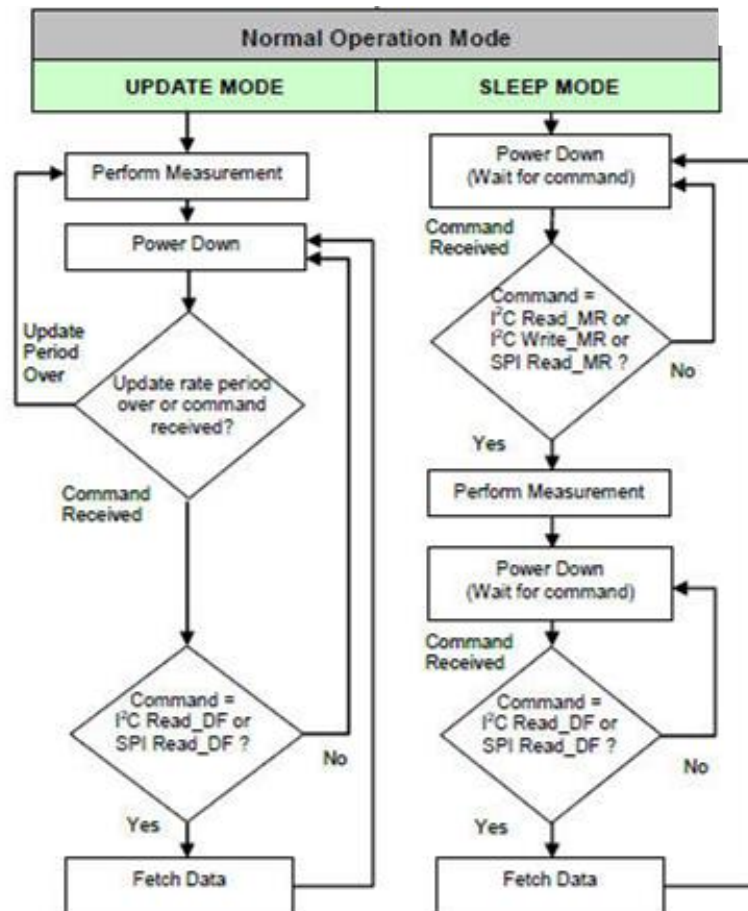 Normal Operation Mode
UPDATE MODE
SLEEP MODE
Perform Measurement
Power Down
Update
Period
Over
Update rate period
over or command
received?
Command
Received
Command =
I²C Read_DF or
SPI Read_DF ?
No
Yes
Fetch Data
Power Down
(Wait for command)
Command
Received
Command =
I²C Read_MR or
I²C Write_MR or
SPI Read_MR ?
No
Yes
Perform Measurement
Power Down
(Wait for command)
Command
Received
Command =
I²C Read_DF or
SPI Read_DF ?
No
Yes
Fetch Data